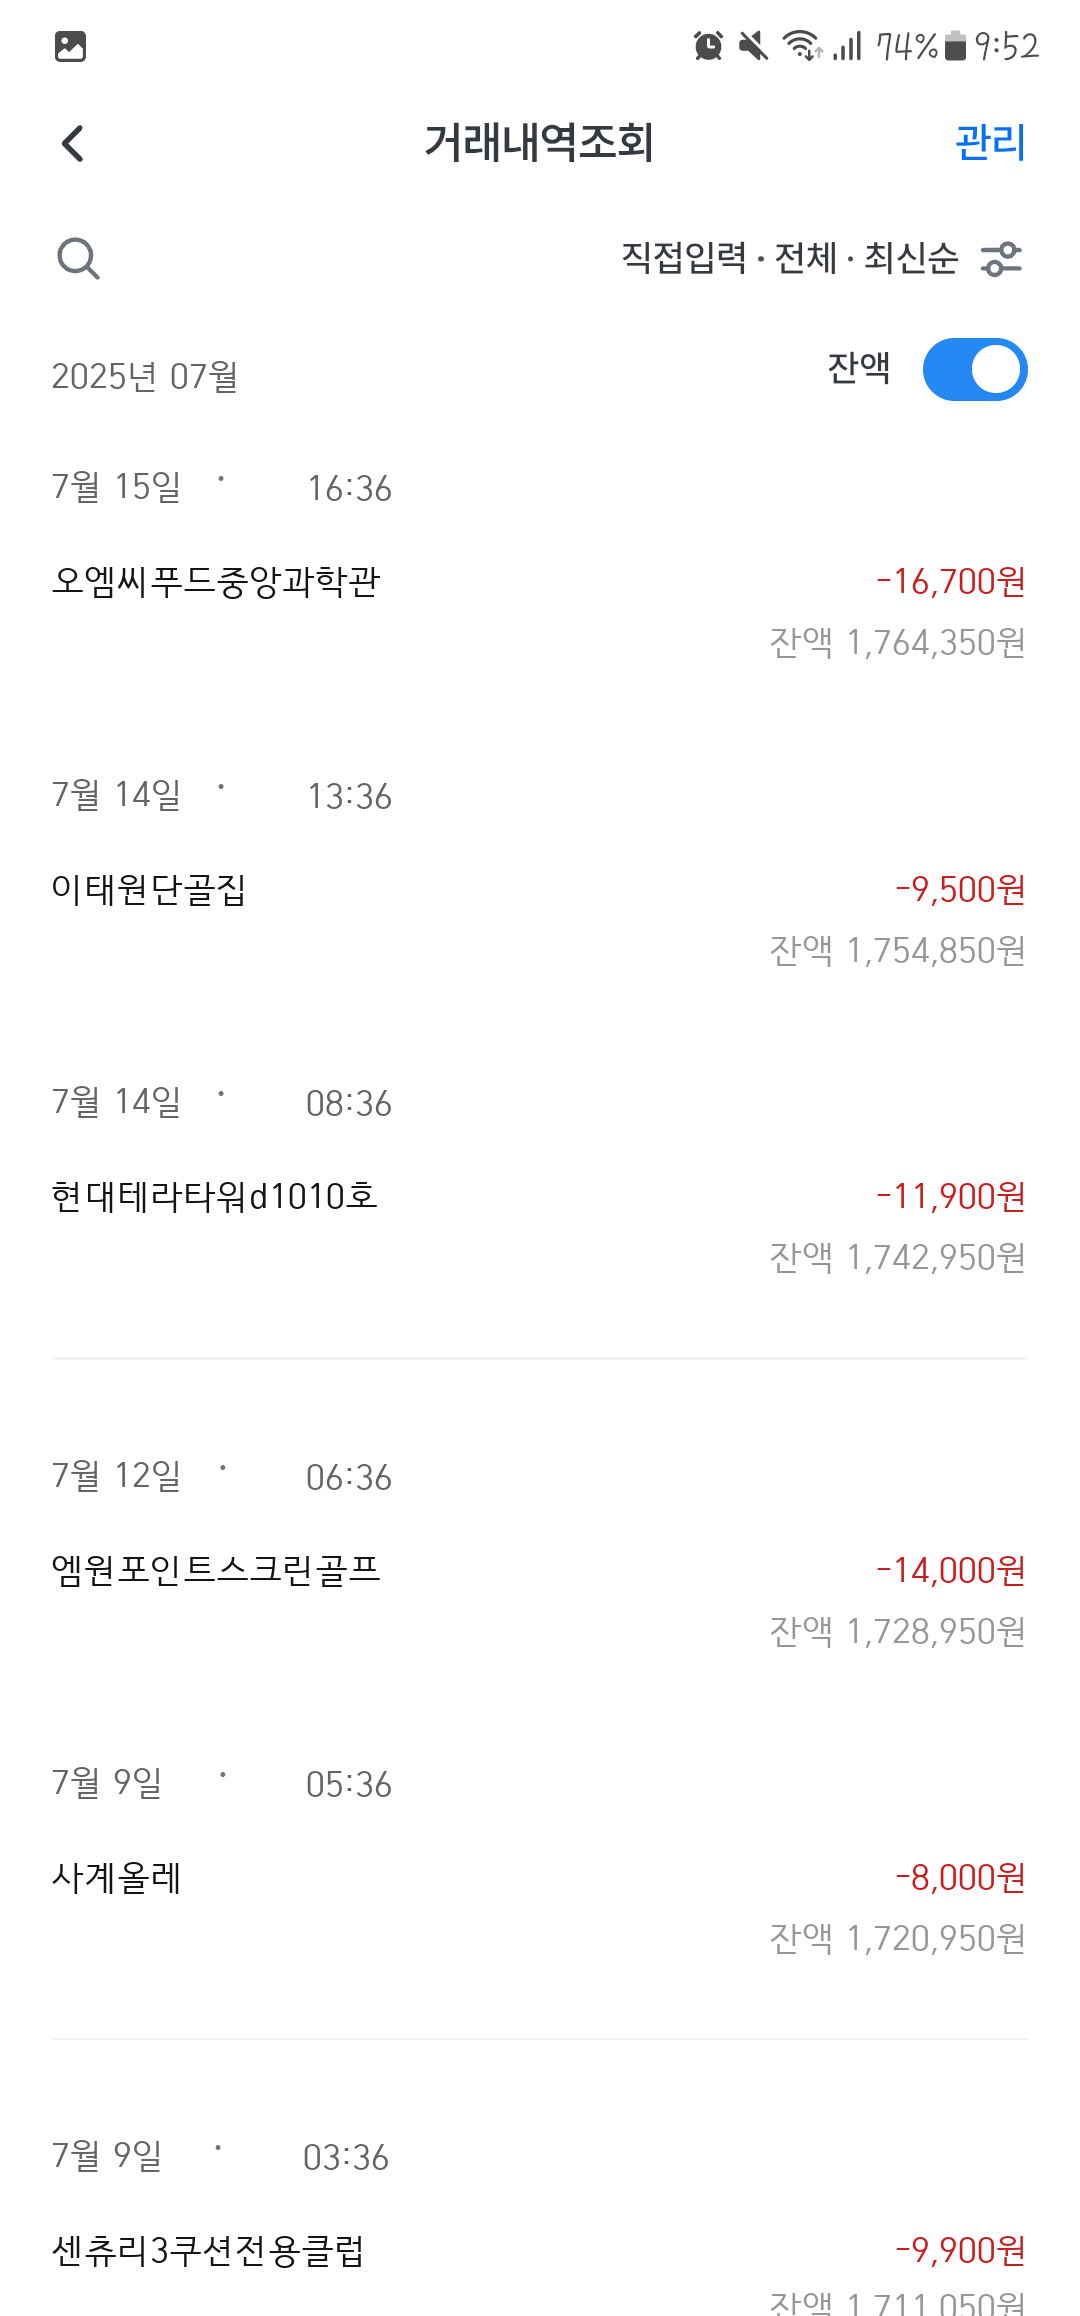 74% 9:52
거래내역조회 관리
직접입력 · 전체 · 최신순
2025년 07월 잔액
7월 15일 · 16:36
오엠씨푸드중앙과학관 -16,700원
잔액 1,764,350원
7월 14일 · 13:36
이태원단골집 -9,500원
잔액 1,754,850원
7월 14일 · 08:36
현대테라타워d1010호 -11,900원
잔액 1,742,950원
7월 12일 · 06:36
엠원포인트스크린골프 -14,000원
잔액 1,728,950원
7월 9일 · 05:36
사계올레 -8,000원
잔액 1,720,950원
7월 9일 · 03:36
센츄리3쿠션전용클럽 -9,900원
잔액 1,711,050원